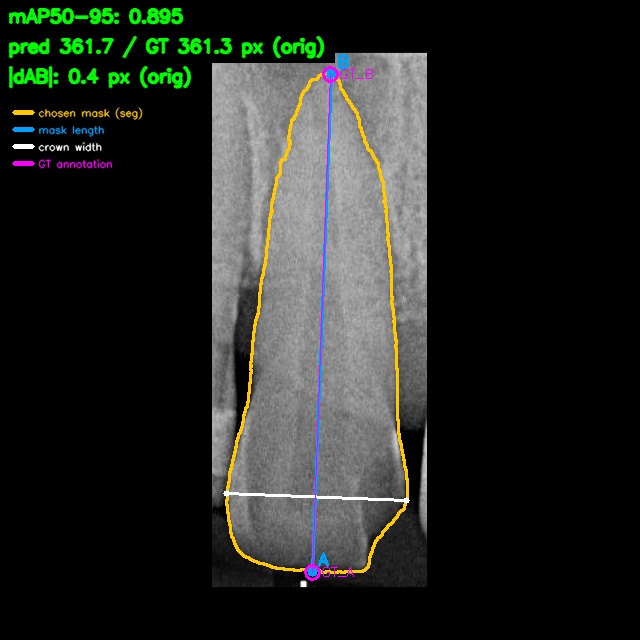 mAP50-95: 0.895
pred 361.7 / GT 361.3 px (orig)
|dAB|: 0.4 px (orig)
chosen mask (seg)
mask length
crown width
GT annotation
B
GT_B
A
GT_A